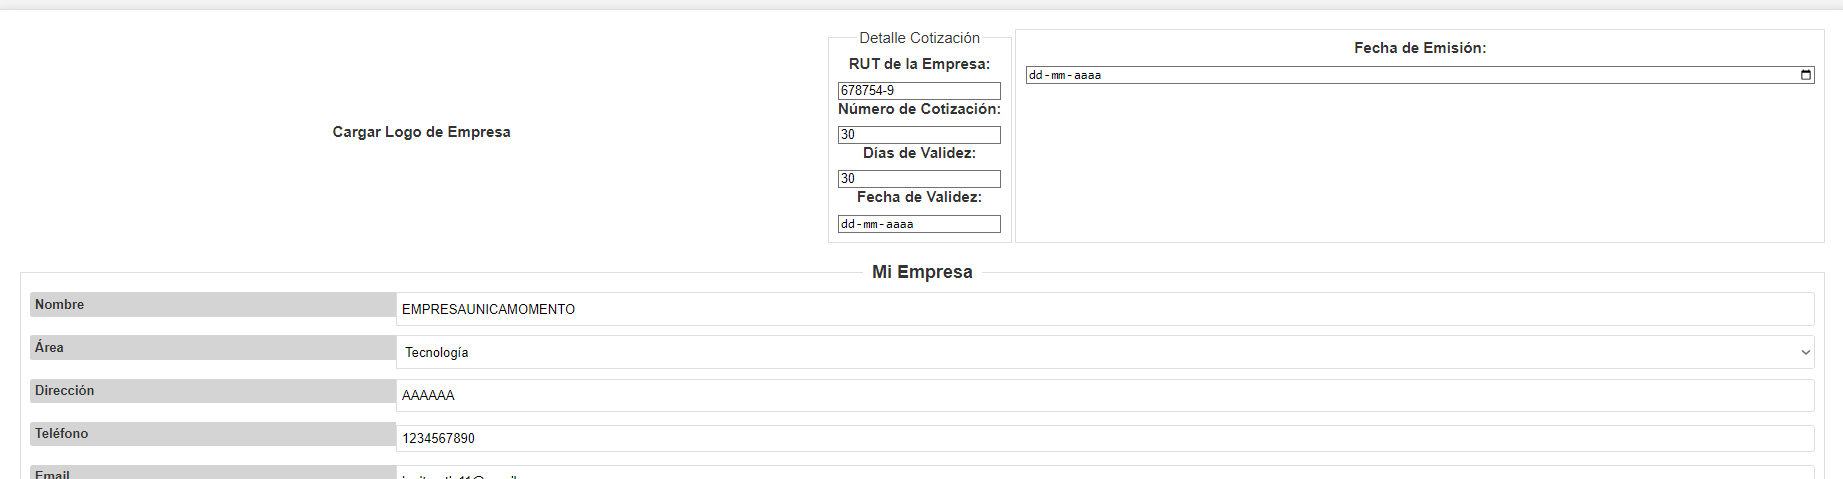 Cargar Logo de Empresa
Detalle Cotización
RUT de la Empresa:
678754-9
Número de Cotización:
30
Días de Validez:
30
Fecha de Validez:
dd-mm-aaaa
Fecha de Emisión:
dd-mm-aaaa
Mi Empresa
Nombre
EMPRESAUNICAMOMENTO
Área
Tecnología
Dirección
AAAAAA
Teléfono
1234567890
Email